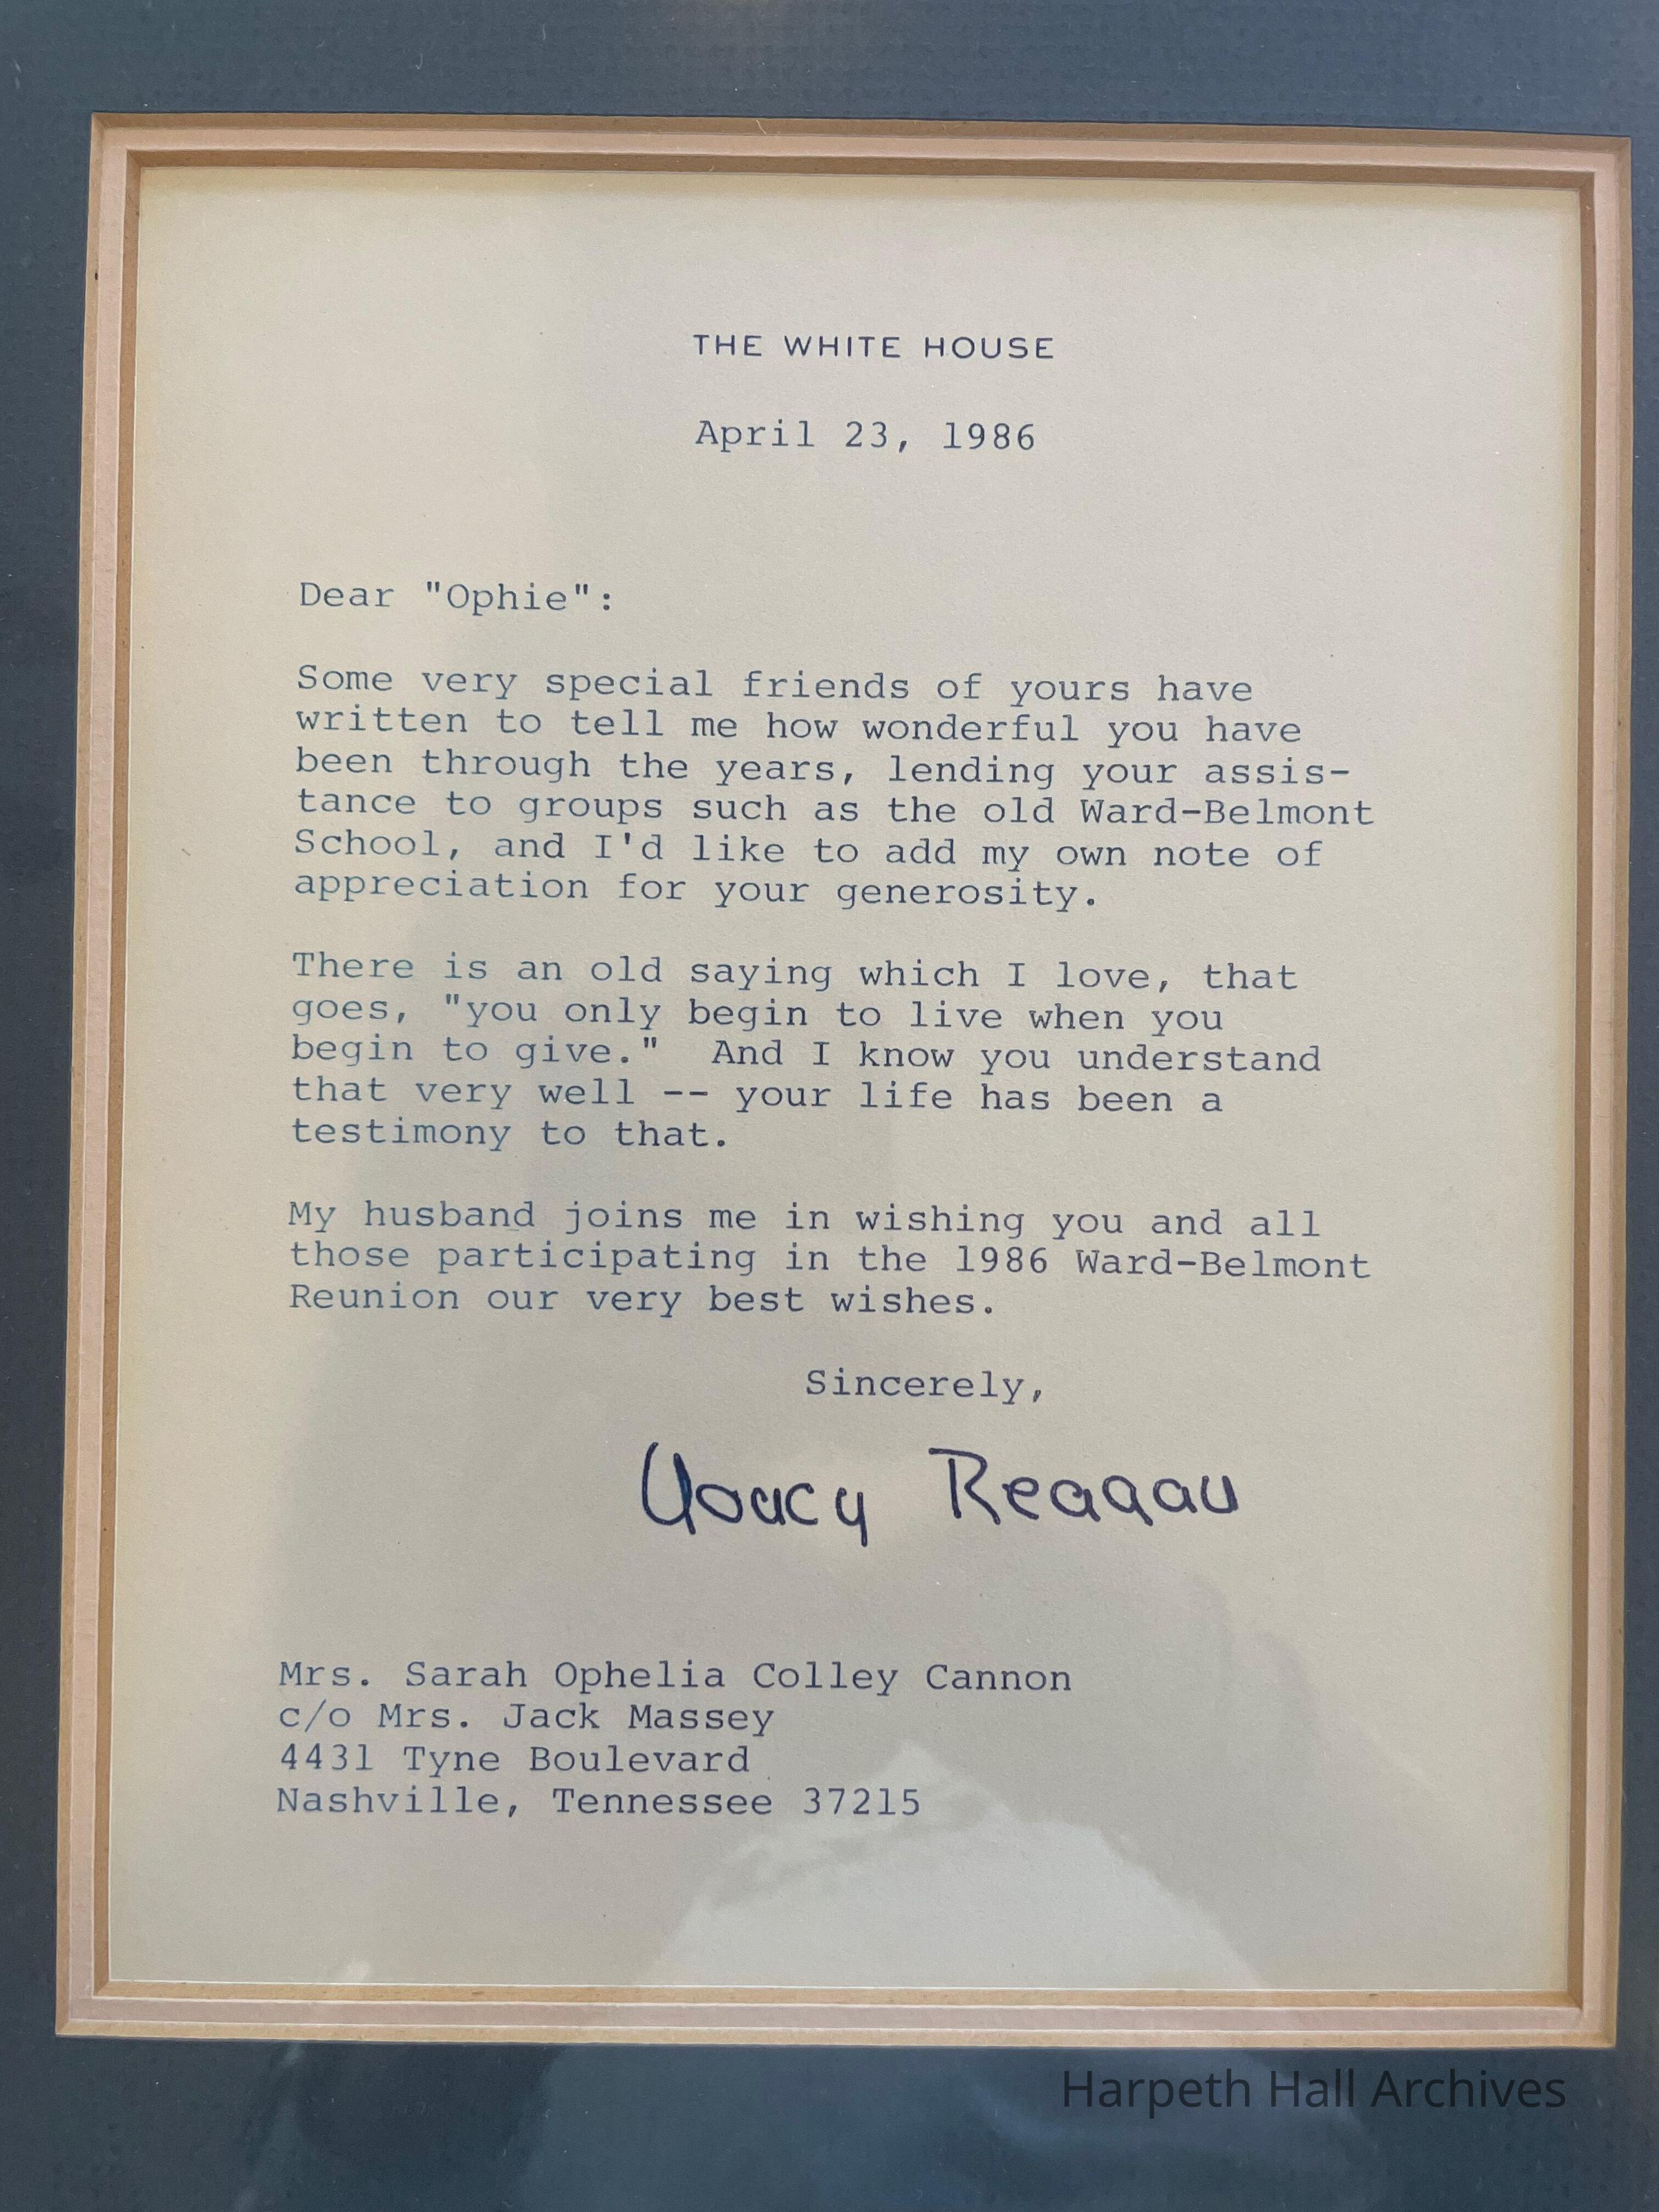 THE WHITE HOUSE
April 23, 1986
Dear "Ophie":
Some very special friends of yours have
written to tell me how wonderful you have
been through the years, lending your assis-
tance to groups such as the old Ward-Belmont
School, and I'd like to add my own note of
appreciation for your generosity.
There is an old saying which I love, that
goes, "you only begin to live when you
begin to give."  And I know you understand
that very well -- your life has been a
testimony to that.
My husband joins me in wishing you and all
those participating in the 1986 Ward-Belmont
Reunion our very best wishes.
Sincerely,
Nancy Reagan
Mrs. Sarah Ophelia Colley Cannon
c/o Mrs. Jack Massey
4431 Tyne Boulevard
Nashville, Tennessee 37215
Harpeth Hall Archives